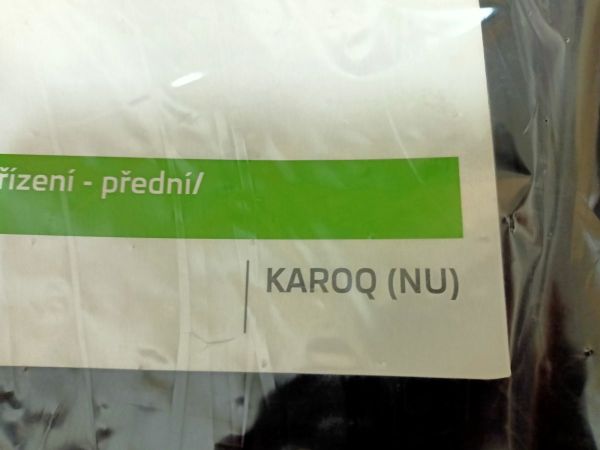 řízení - přední/
KAROQ (NU)